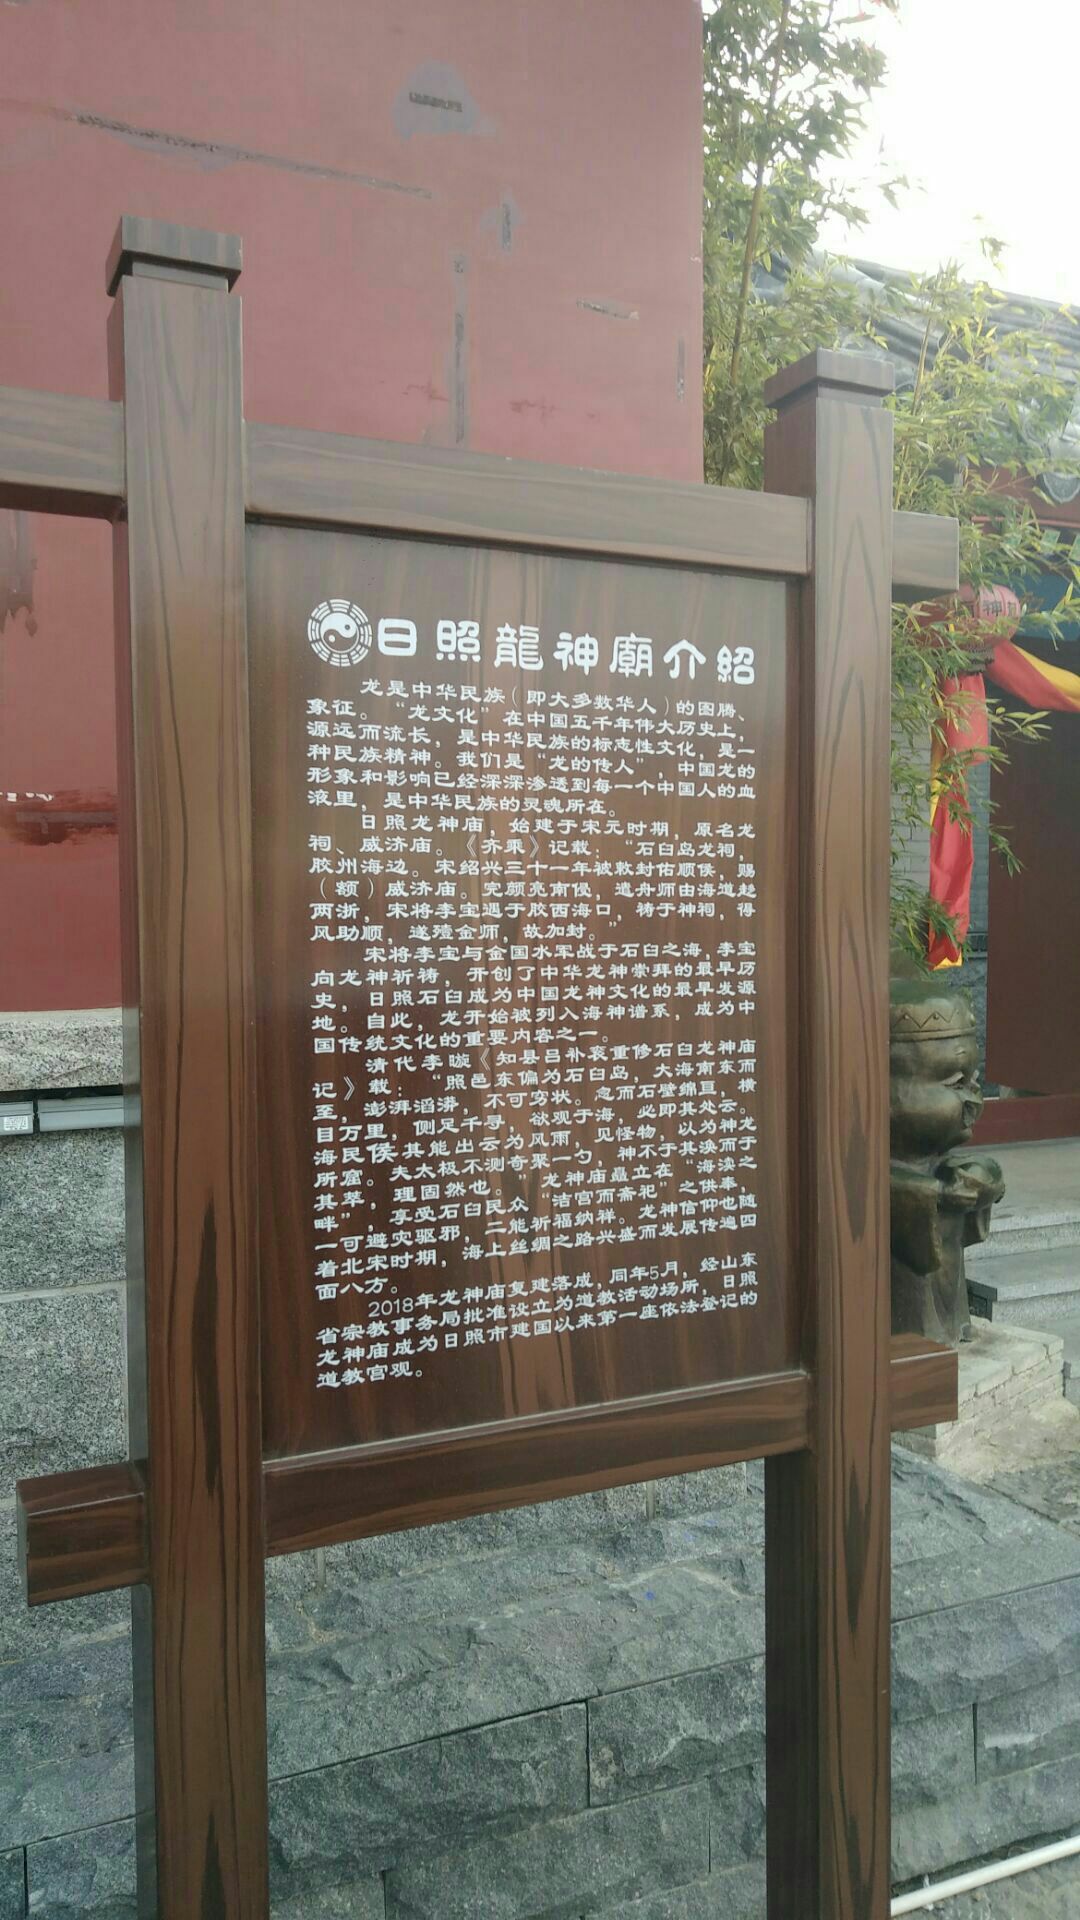 日照龍神廟介紹
龙是中华民族（即大多数华人）的图腾、
象征。“龙文化”在中国五千年伟大历史上，
源远而流长，是中华民族的标志性文化，是一
种民族精神。我们是“龙的传人”，中国龙的
形象和影响已经深深渗透到每一个中国人的血
液里，是中华民族的灵魂所在。
日照龙神庙，始建于宋元时期，原名龙
祠、威济庙。《齐乘》记载：“石臼岛龙祠，
胶州海边。宋绍兴三十一年被敕封佑顺侯，赐
（额）威济庙。完颜亮南侵，遣舟师由海道趁
两浙，宋将李宝遇于胶西海口，祷于神祠，得
风助顺，遂殪金师，故加封。”
宋将李宝与金国水军战于石臼之海，李宝
向龙神祈祷，开创了中华龙神崇拜的最早历
史，日照石臼成为中国龙神文化的最早发源
地。自此，龙开始被列入海神谱系，成为中
国传统文化的重要内容之一。
清代李璇《知县吕补衮重修石臼龙神庙
记》载：“照邑东偏为石臼岛，大海南东而
至，澎湃滔漭，不可穷状。忽而石壁绵亘，横
目万里，侧足千寻，欲观于海，必即其处云。
海民侯其能出云为风雨，见怪物，以为神龙
所窟。夫太极不测奇聚一勺，神不于其涣而于
其萃，理固然也。”龙神庙矗立在“海渎之
畔”，享受石臼民众“洁宫而斋祀”之供奉，
一可避灾驱邪，二能祈福纳祥。龙神信仰也随
着北宋时期，海上丝绸之路兴盛而发展传遍四
面八方。
2018年龙神庙复建落成，同年5月，经山东
省宗教事务局批准设立为道教活动场所，日照
龙神庙成为日照市建国以来第一座依法登记的
道教宫观。
神